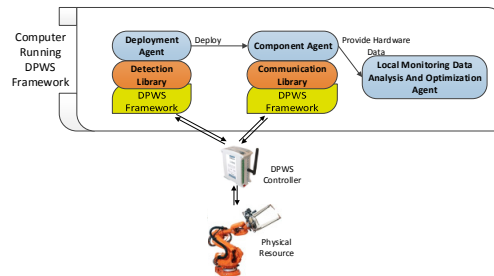 Computer
Running
DPWS
Framework
Deployment
Agent
Deploy
Component Agent
Provide Hardware
Data
Detection
Library
Communication
Library
Local Monitoring Data
Analysis And Optimization
Agent
DPWS
Framework
DPWS
Framework
DPWS
Controller
Physical
Resource